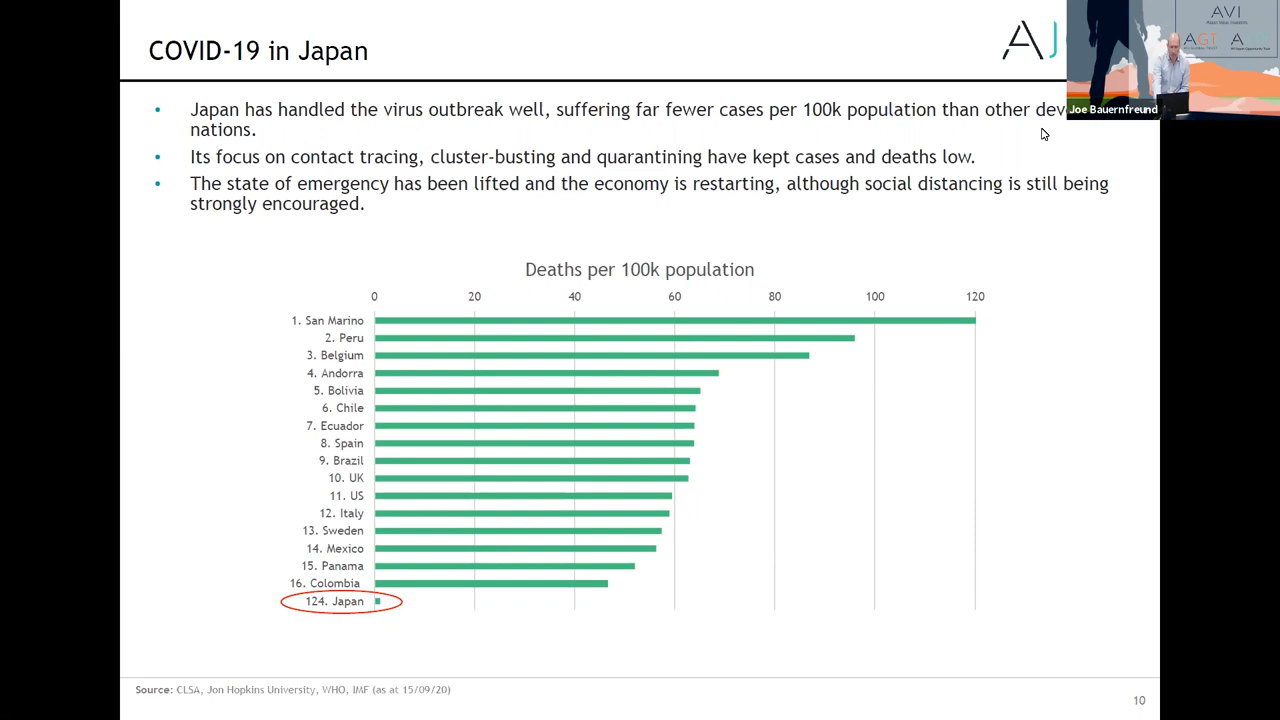 COVID-19 in Japan
AJ
AVI
Joe Bauernfreund
• Japan has handled the virus outbreak well, suffering far fewer cases per 100k population than other dev
nations.
• Its focus on contact tracing, cluster-busting and quarantining have kept cases and deaths low.
• The state of emergency has been lifted and the economy is restarting, although social distancing is still being
strongly encouraged.
Deaths per 100k population
0 20 40 60 80 100 120
1. San Marino
2. Peru
3. Belgium
4. Andorra
5. Bolivia
6. Chile
7. Ecuador
8. Spain
9. Brazil
10. UK
11. US
12. Italy
13. Sweden
14. Mexico
15. Panama
16. Colombia
124. Japan
Source: CLSA, Jon Hopkins University, WHO, IMF (as at 15/09/20)
10